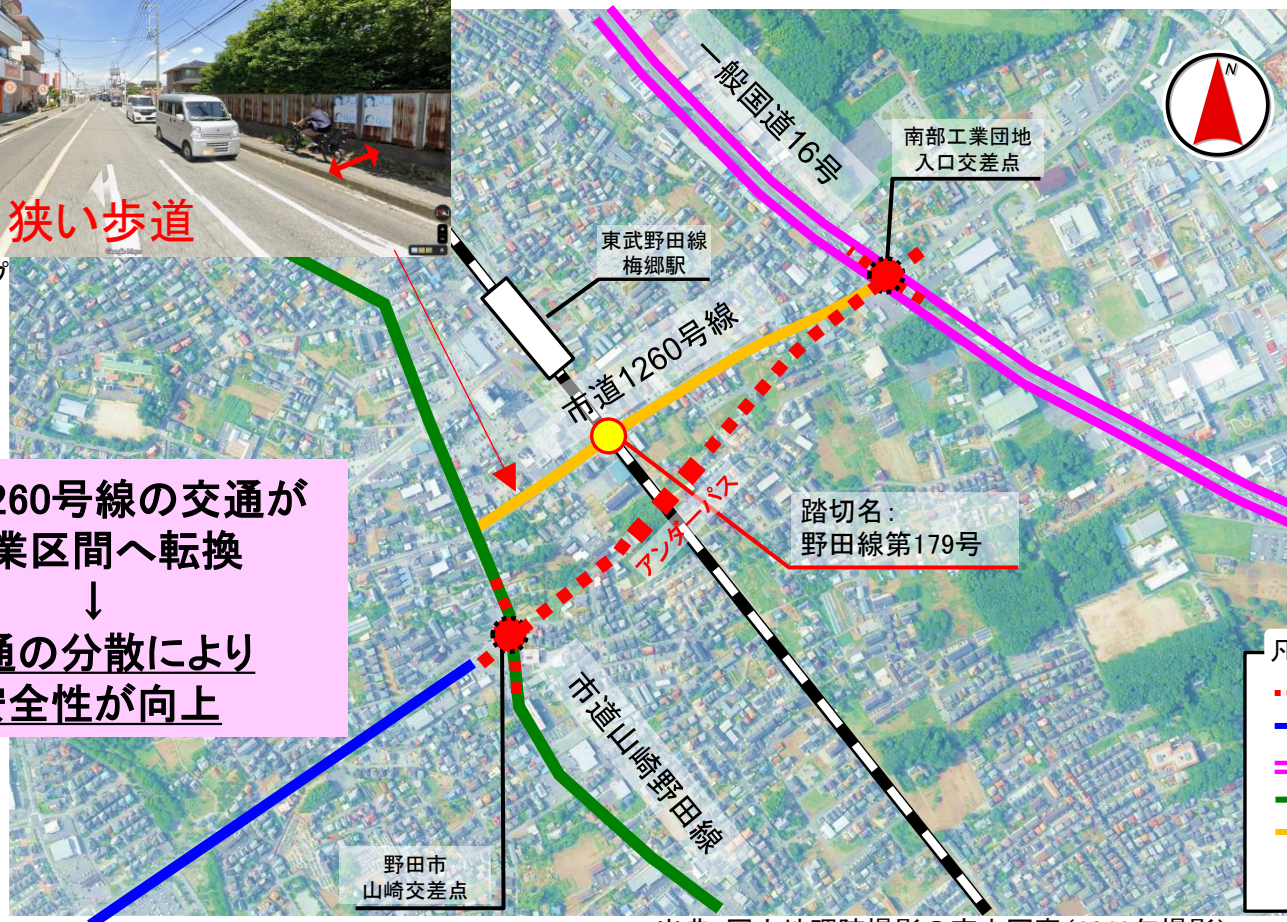 狭い歩道
プ
一般国道16号
南部工業団地
入口交差点
東武野田線
梅郷駅
市道1260号線
N
260号線の交通が
業区間へ転換
↓
通の分散により
安全性が向上
アンダーパス
踏切名：
野田線第179号
市道山崎野田線
野田市
山崎交差点
凡